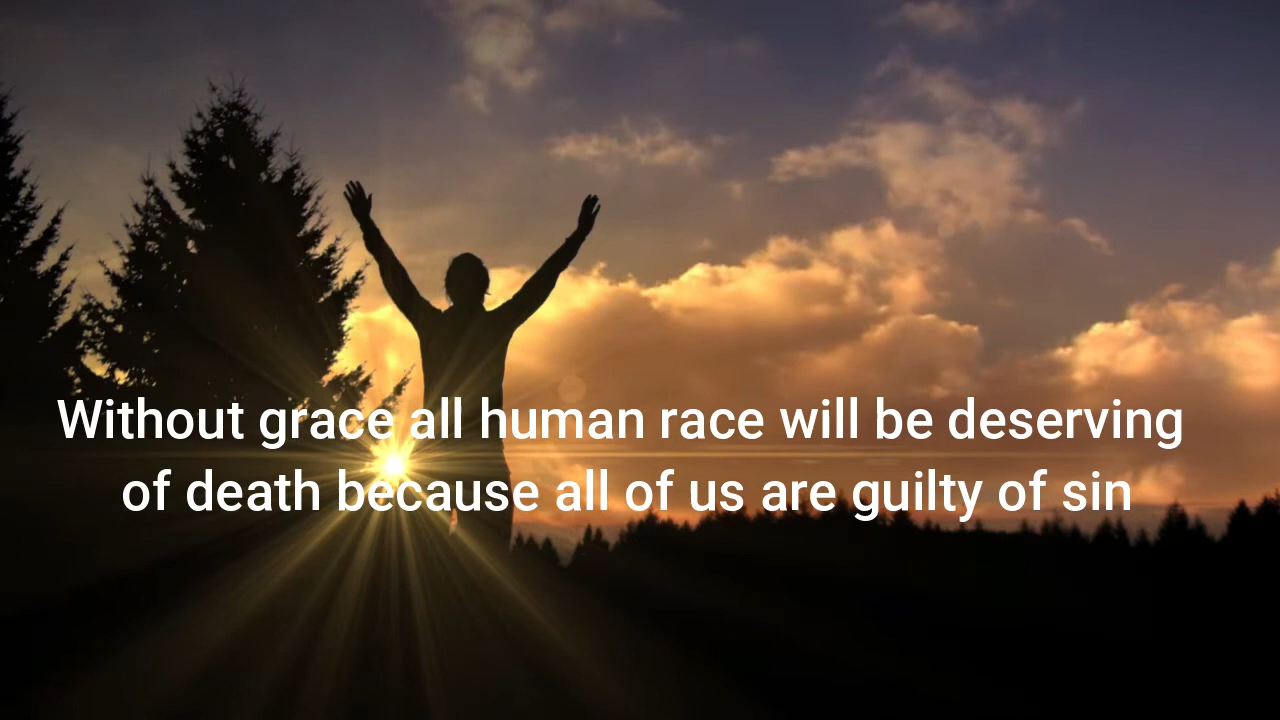 Without grace all human race will be deserving
of death because all of us are guilty of sin